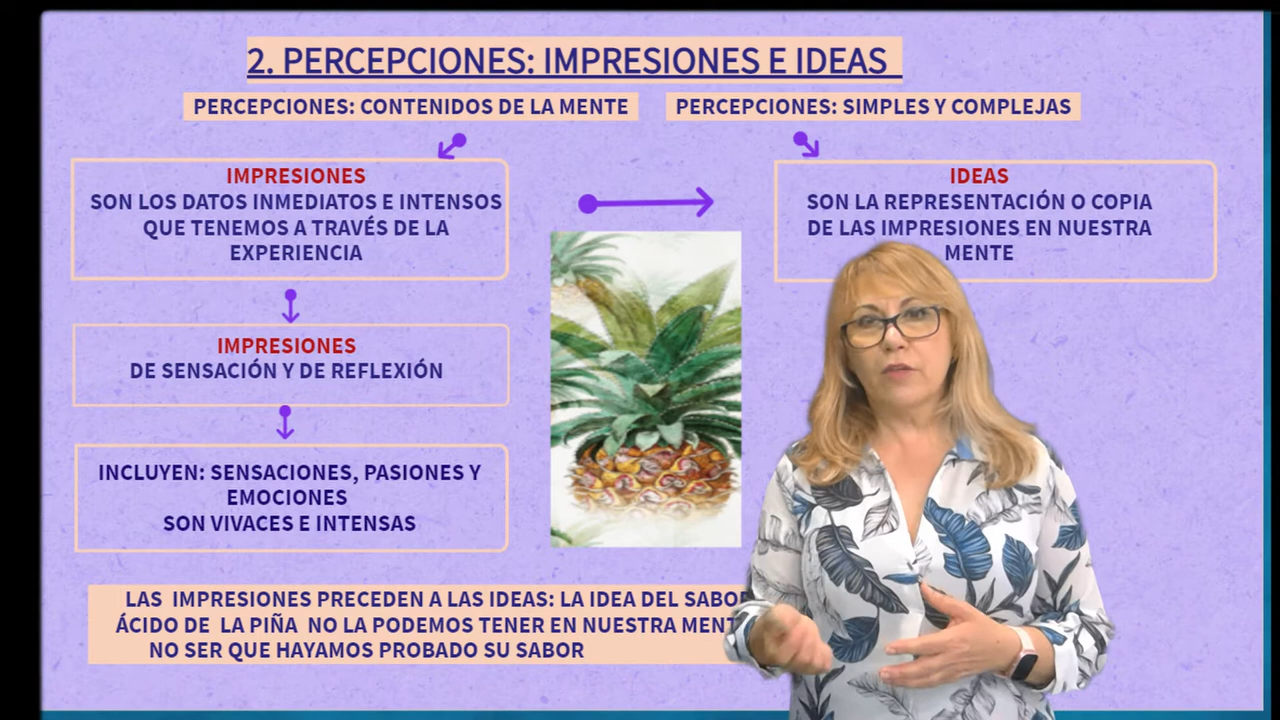 2. PERCEPCIONES: IMPRESIONES E IDEAS
PERCEPCIONES: CONTENIDOS DE LA MENTE
PERCEPCIONES: SIMPLES Y COMPLEJAS
IMPRESIONES
SON LOS DATOS INMEDIATOS E INTENSOS
QUE TENEMOS A TRAVÉS DE LA
EXPERIENCIA
IDEAS
SON LA REPRESENTACIÓN O COPIA
DE LAS IMPRESIONES EN NUESTRA
MENTE
IMPRESIONES
DE SENSACIÓN Y DE REFLEXIÓN
INCLUYEN: SENSACIONES, PASIONES Y
EMOCIONES
SON VIVACES E INTENSAS
LAS IMPRESIONES PRECEDEN A LAS IDEAS: LA IDEA DEL
ÁCIDO DE LA PIÑA NO LA PODEMOS TENER EN NUESTRA
NO SER QUE HAYAMOS PROBADO SU SABOR